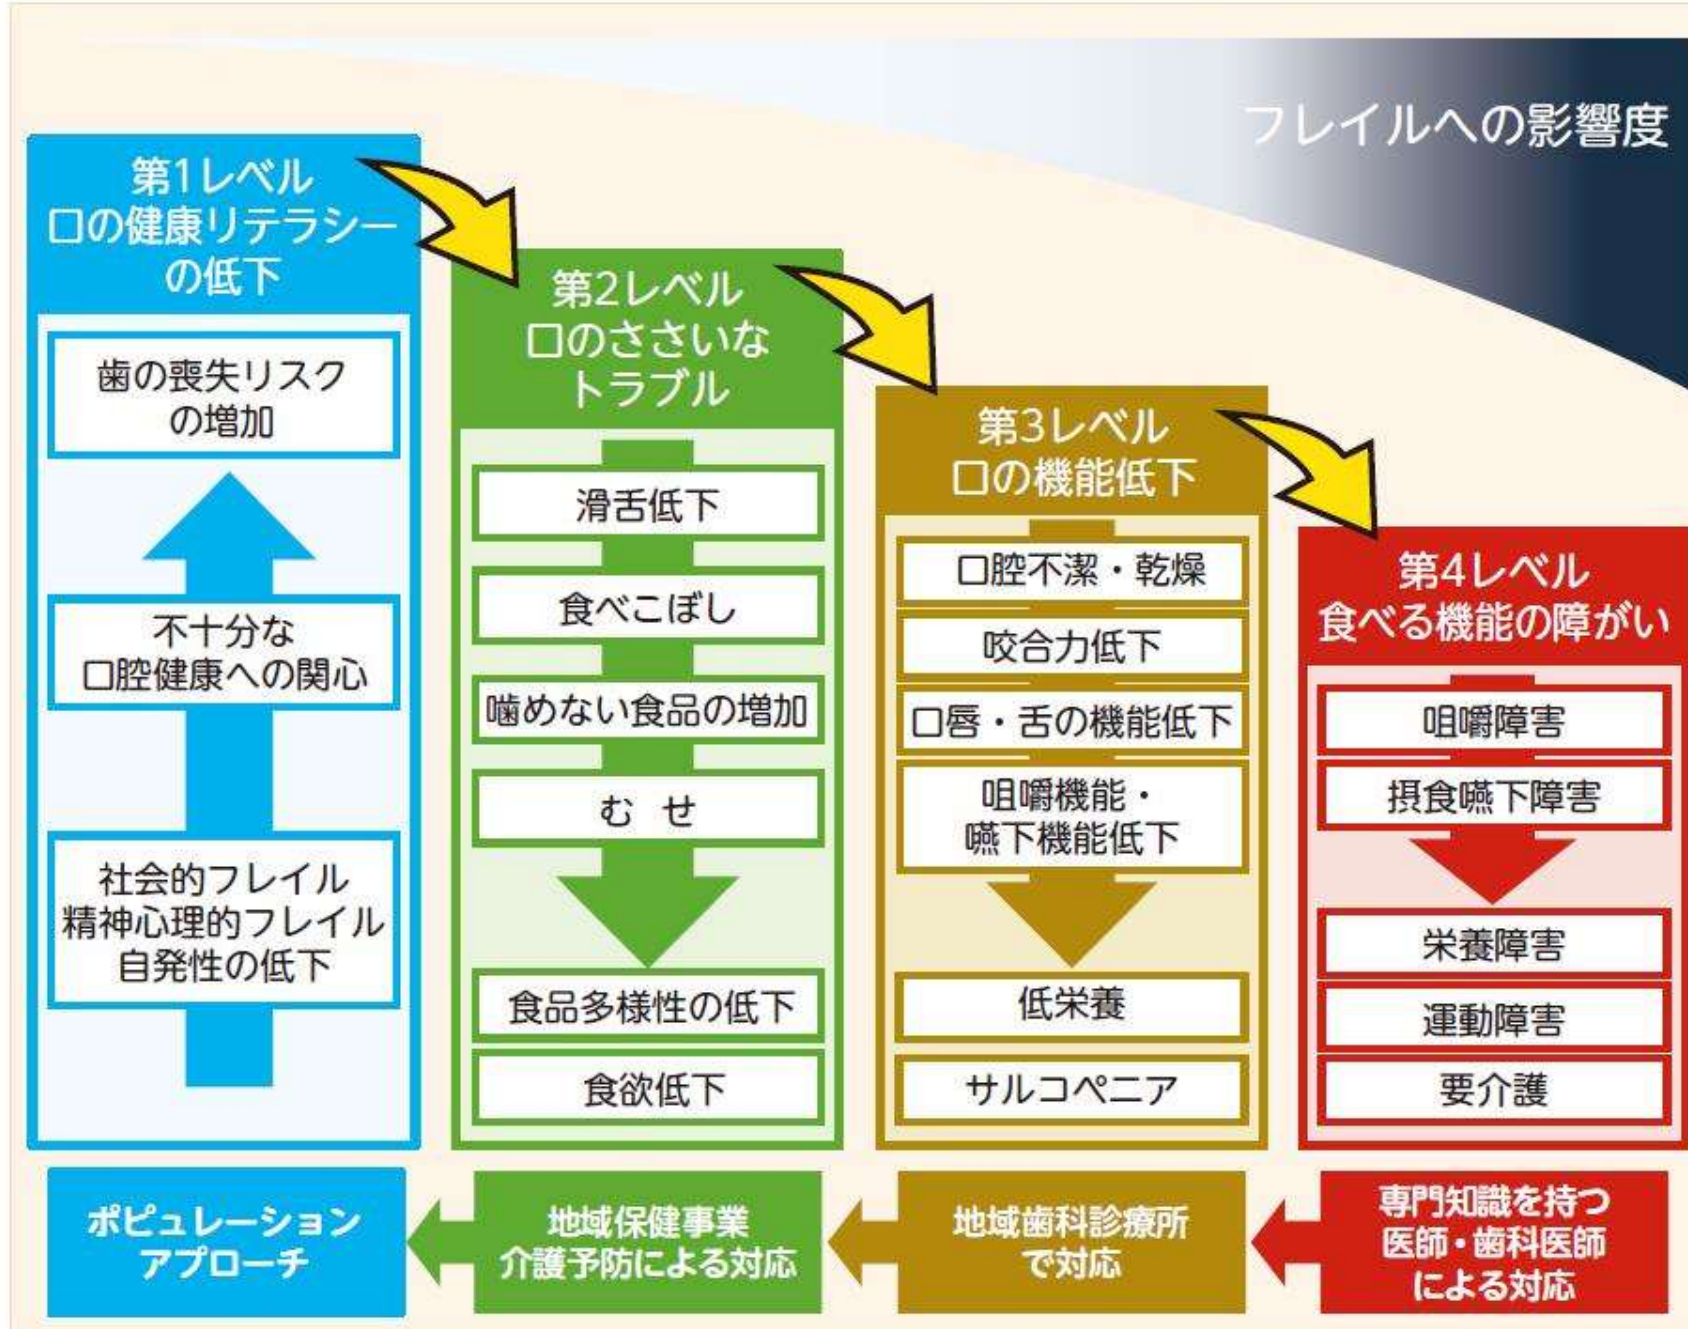 フレイルへの影響度
第1レベル
口の健康リテラシー
の低下
歯の喪失リスク
の増加
不十分な
口腔健康への関心
社会的フレイル
精神心理的フレイル
自発性の低下
ポピュレーション
アプローチ
第2レベル
口のささいな
トラブル
滑舌低下
食べこぼし
噛めない食品の増加
むせ
食品多様性の低下
食欲低下
地域保健事業
介護予防による対応
第3レベル
口の機能低下
口腔不潔・乾燥
咬合力低下
口唇・舌の機能低下
咀嚼機能・
嚥下機能低下
低栄養
サルコペニア
地域歯科診療所
で対応
第4レベル
食べる機能の障がい
咀嚼障害
摂食嚥下障害
栄養障害
運動障害
要介護
専門知識を持つ
医師・歯科医師
による対応